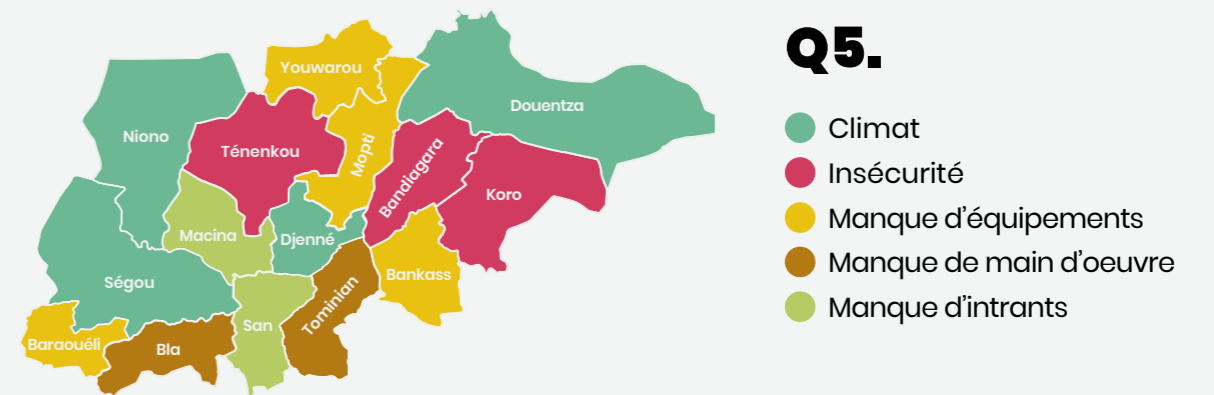 Youwarou
Douentza
Niono
Ténenkou
Mopti
Bandiagara
Koro
Macina
Djenné
Ségou
Bankass
Tominian
San
Baraouéli
Bla
Q5.
Climat
Insécurité
Manque d’équipements
Manque de main d’oeuvre
Manque d’intrants